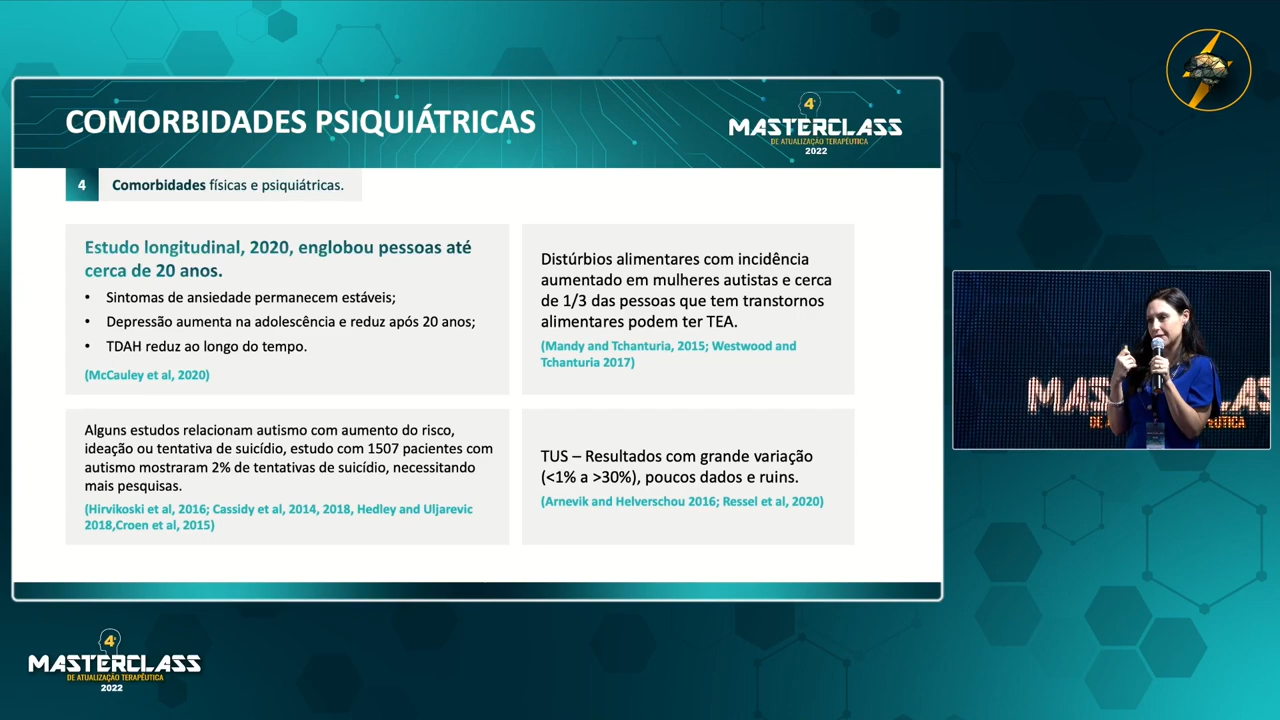 COMORBIDADES PSIQUIÁTRICAS
4
MASTERCLASS
DE ATUALIZAÇÃO TERAPÊUTICA
2022
4
Comorbidades físicas e psiquiátricas.
Estudo longitudinal, 2020, englobou pessoas até
cerca de 20 anos.
• Sintomas de ansiedade permanecem estáveis;
• Depressão aumenta na adolescência e reduz após 20 anos;
• TDAH reduz ao longo do tempo.
(McCauley et al, 2020)
Distúrbios alimentares com incidência
aumentado em mulheres autistas e cerca
de 1/3 das pessoas que tem transtornos
alimentares podem ter TEA.
(Mandy and Tchanturia, 2015; Westwood and
Tchanturia 2017)
Alguns estudos relacionam autismo com aumento do risco,
ideação ou tentativa de suicídio, estudo com 1507 pacientes com
autismo mostraram 2% de tentativas de suicídio, necessitando
mais pesquisas.
(Hirvikoski et al, 2016; Cassidy et al, 2014, 2018, Hedley and Uljarevic
2018,Croen et al, 2015)
TUS – Resultados com grande variação
(<1% a >30%), poucos dados e ruins.
(Arnevik and Helverschou 2016; Ressel et al, 2020)
4
MASTERCLASS
DE ATUALIZAÇÃO TERAPÊUTICA
2022